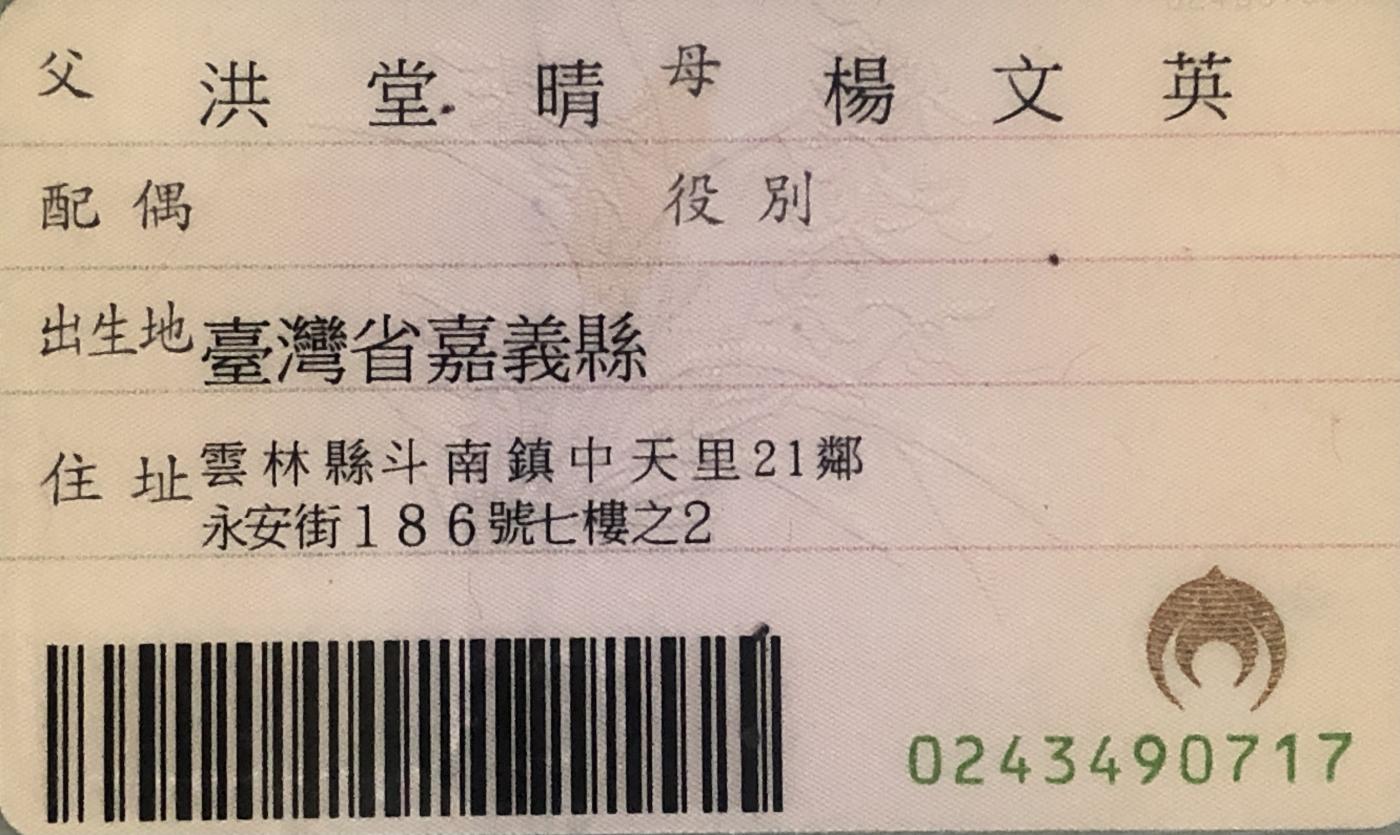 父 洪堂晴 母 楊文英
配偶 役別
出生地 臺灣省嘉義縣
住址 雲林縣斗南鎮中天里21鄰
永安街186號七樓之2
0243490717